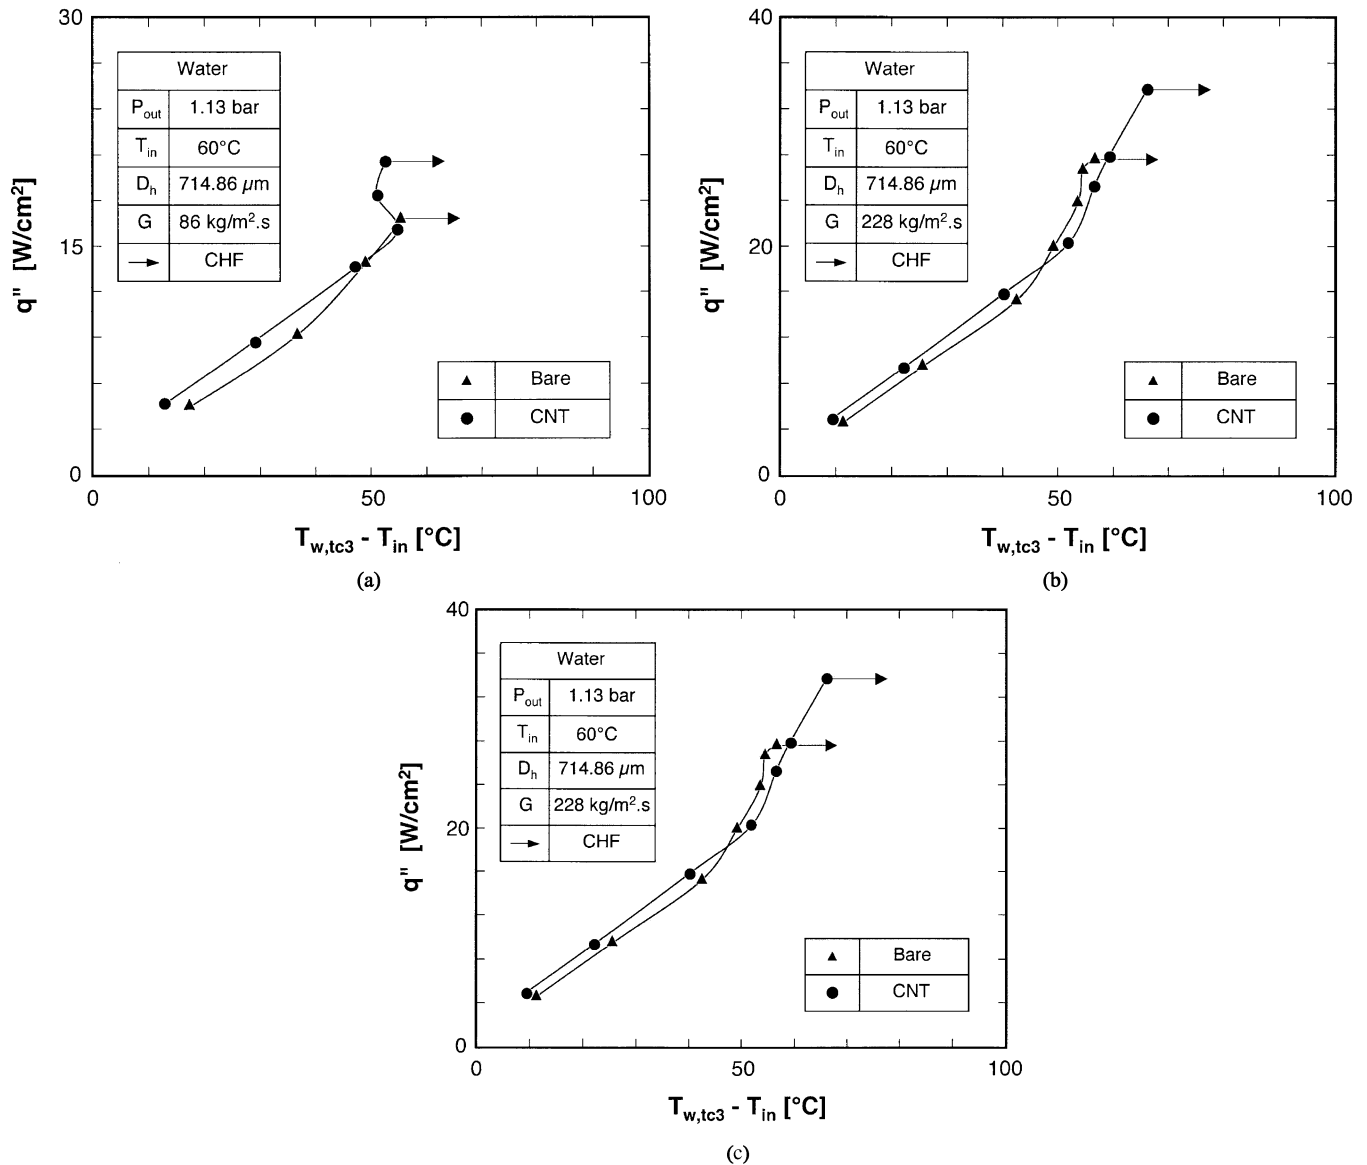 30
Water
P_out 1.13 bar
T_in 60°C
D_h 714.86 µm
G 86 kg/m².s
→ CHF
15
q" [W/cm²]
▲ Bare
● CNT
0
0 50 100
T_w,tc3 - T_in [°C]
(a)
40
Water
P_out 1.13 bar
T_in 60°C
D_h 714.86 µm
G 228 kg/m².s
→ CHF
20
q" [W/cm²]
▲ Bare
● CNT
0
0 50 100
T_w,tc3 - T_in [°C]
(b)
40
Water
P_out 1.13 bar
T_in 60°C
D_h 714.86 µm
G 228 kg/m².s
→ CHF
20
q" [W/cm²]
▲ Bare
● CNT
0
0 50 100
T_w,tc3 - T_in [°C]
(c)